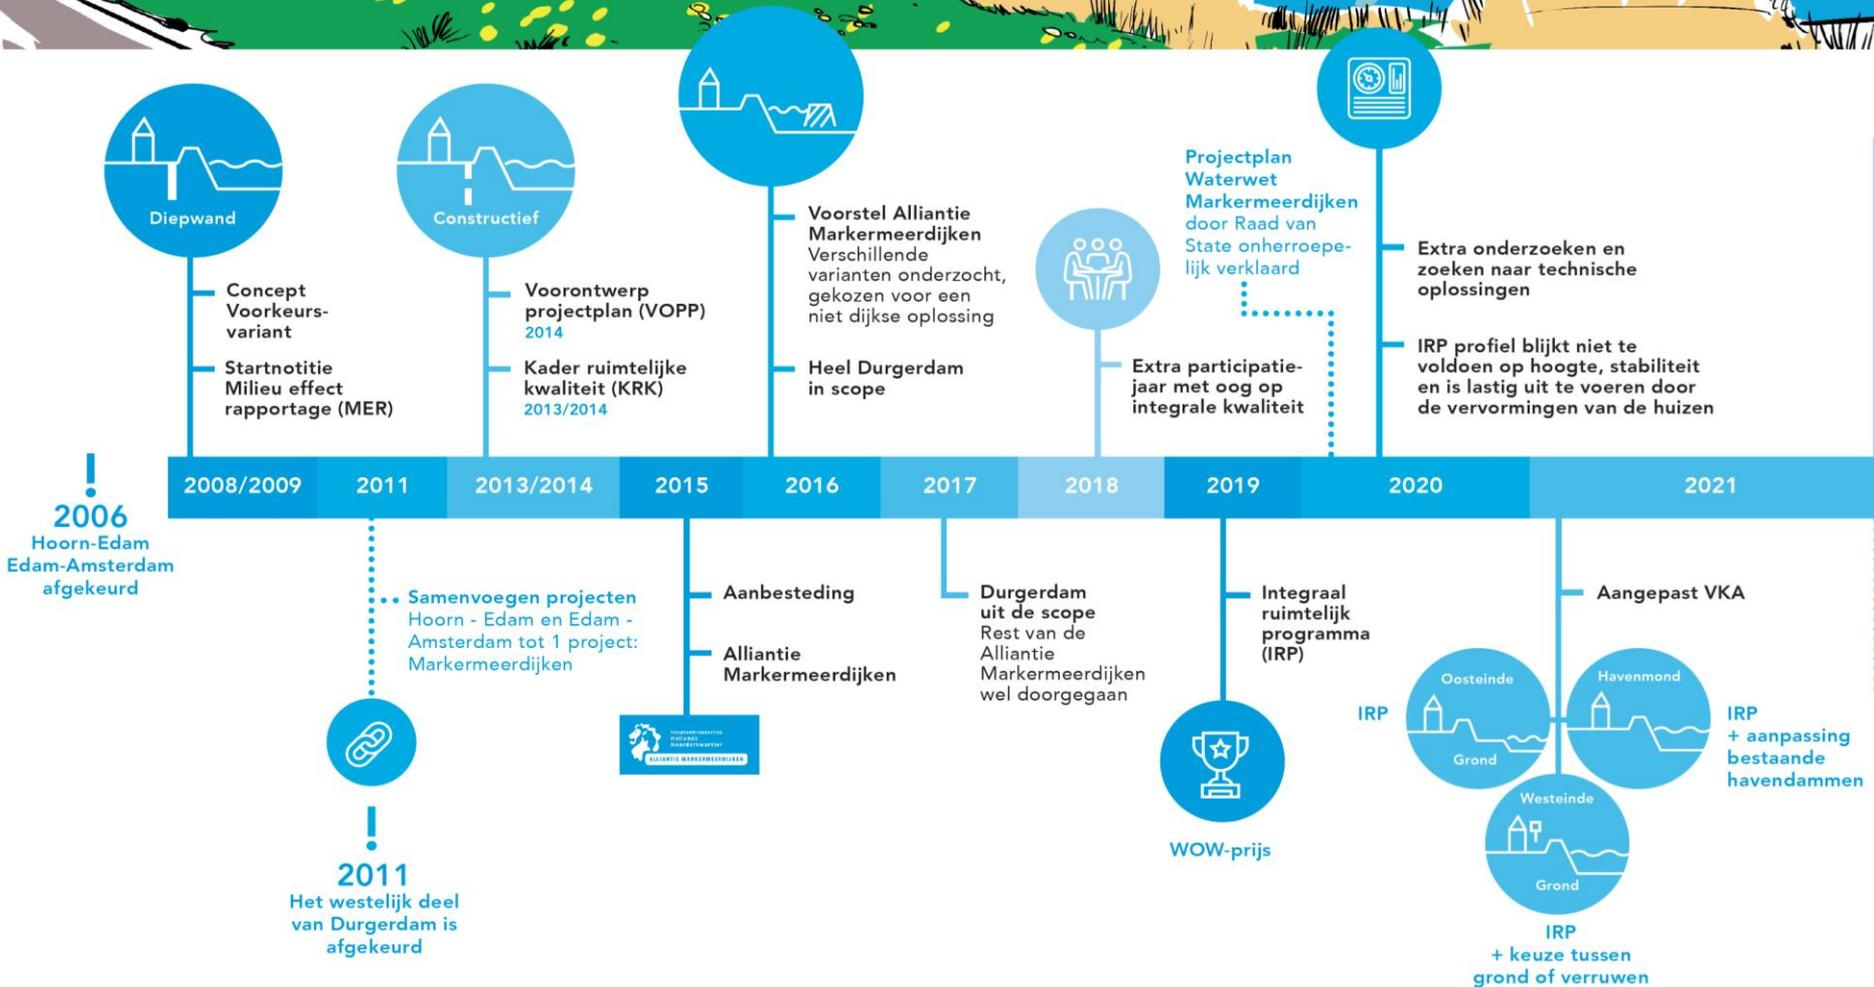 Diepwand
Concept
Voorkeurs-
variant
Startnotitie
Milieu effect
rapportage (MER)
Constructief
Voorontwerp
projectplan (VOPP)
2014
Kader ruimtelijke
kwaliteit (KRK)
2013/2014
Voorstel Alliantie
Markermeerdijken
Verschillende
varianten onderzocht,
gekozen voor een
niet dijkse oplossing
Heel Durgerdam
in scope
Extra participatie-
jaar met oog op
integrale kwaliteit
Projectplan
Waterwet
Markermeerdijken
door Raad van
State onherroepe-
lijk verklaard
Extra onderzoeken en
zoeken naar technische
oplossingen
IRP profiel blijkt niet te
voldoen op hoogte, stabiliteit
en is lastig uit te voeren door
de vervormingen van de huizen
2008/2009
2011
2013/2014
2015
2016
2017
2018
2019
2020
2021
!
2006
Hoorn-Edam
Edam-Amsterdam
afgekeurd
Samenvoegen projecten
Hoorn - Edam en Edam -
Amsterdam tot 1 project:
Markermeerdijken
!
2011
Het westelijk deel
van Durgerdam is
afgekeurd
Aanbesteding
Alliantie
Markermeerdijken
Hoogheemraadschap
Hollands
Noorderkwartier
ALLIANTIE MARKERMEERDIJKEN
Durgerdam
uit de scope
Rest van de
Alliantie
Markermeerdijken
wel doorgegaan
Integraal
ruimtelijk
programma
(IRP)
WOW-prijs
Aangepast VKA
IRP
Oosteinde
Grond
Havenmond
IRP
+ aanpassing
bestaande
havendammen
Westeinde
Grond
IRP
+ keuze tussen
grond of verruwen